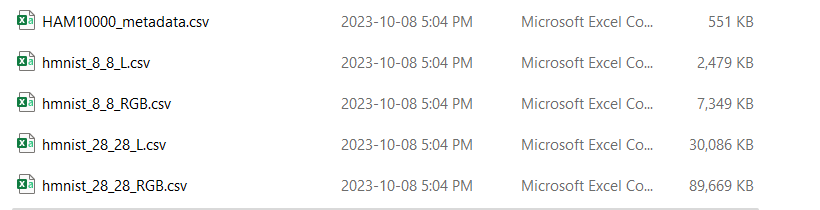 HAM10000_metadata.csv 2023-10-08 5:04 PM Microsoft Excel Co... 551 KB
hmnist_8_8_L.csv 2023-10-08 5:04 PM Microsoft Excel Co... 2,479 KB
hmnist_8_8_RGB.csv 2023-10-08 5:04 PM Microsoft Excel Co... 7,349 KB
hmnist_28_28_L.csv 2023-10-08 5:04 PM Microsoft Excel Co... 30,086 KB
hmnist_28_28_RGB.csv 2023-10-08 5:04 PM Microsoft Excel Co... 89,669 KB